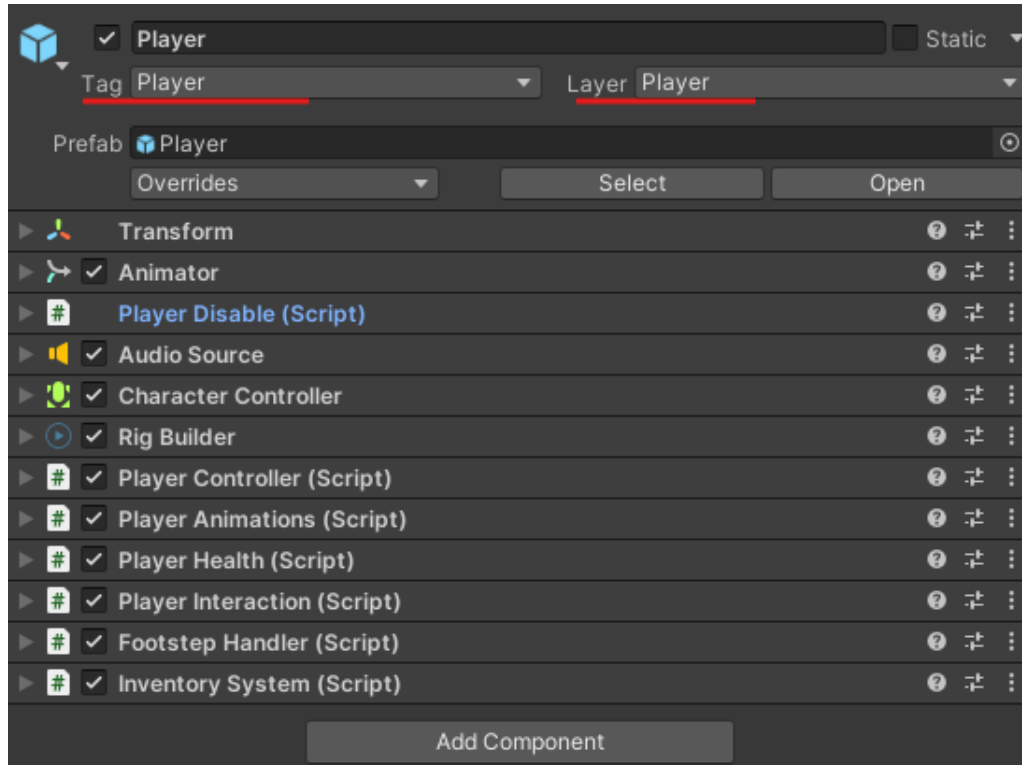 Player Static
Tag Player Layer Player
Prefab Player
Overrides Select Open
Transform
Animator
# Player Disable (Script)
Audio Source
Character Controller
Rig Builder
# Player Controller (Script)
# Player Animations (Script)
# Player Health (Script)
# Player Interaction (Script)
# Footstep Handler (Script)
# Inventory System (Script)
Add Component